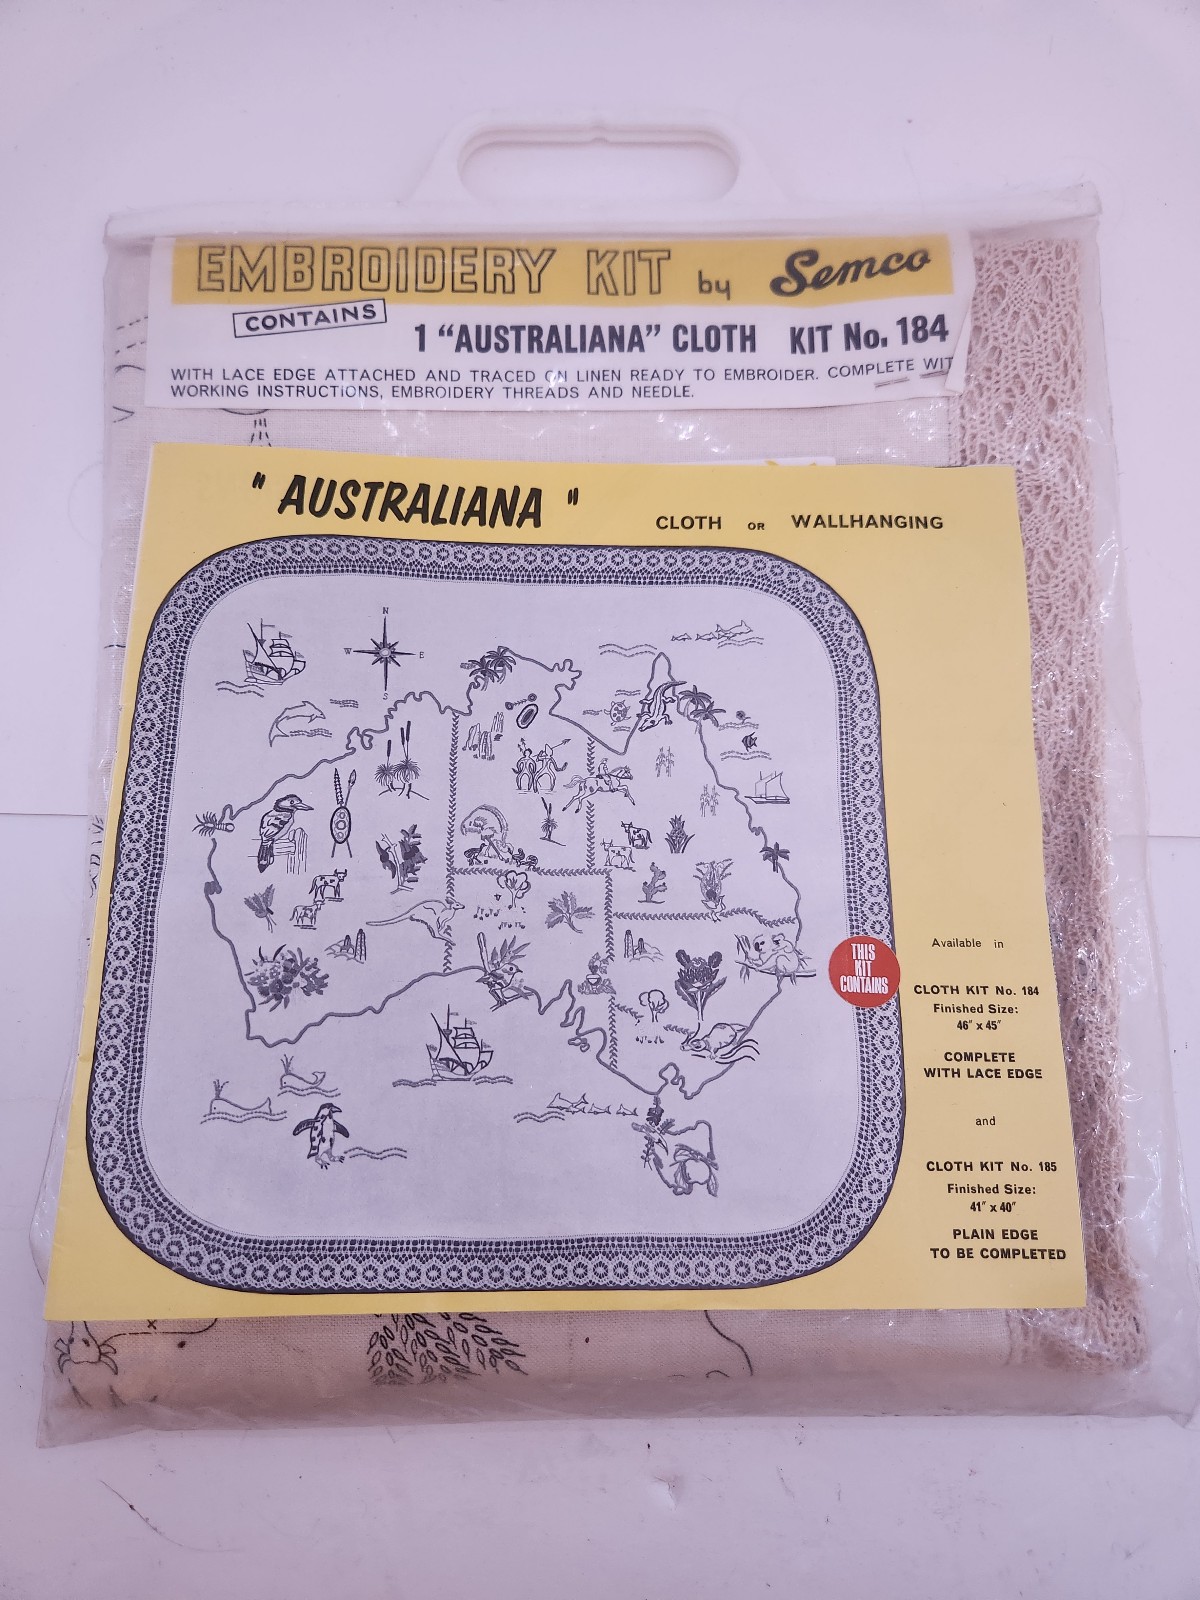 EMBROIDERY KIT by Semco
CONTAINS
1 "AUSTRALIANA" CLOTH KIT No. 184
WITH LACE EDGE ATTACHED AND TRACED ON LINEN READY TO EMBROIDER. COMPLETE WIT
WORKING INSTRUCTIONS, EMBROIDERY THREADS AND NEEDLE.
"AUSTRALIANA"
CLOTH OR WALLHANGING
N
W E
S
THIS
KIT
CONTAINS
Available in
CLOTH KIT No. 184
Finished Size:
46" x 45"
COMPLETE
WITH LACE EDGE
and
CLOTH KIT No. 185
Finished Size:
41" x 40"
PLAIN EDGE
TO BE COMPLETED